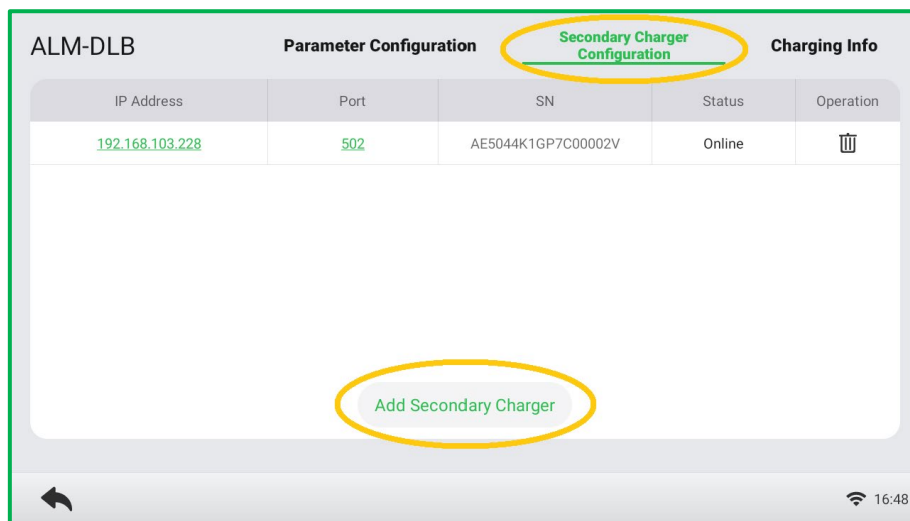 ALM-DLB
Parameter Configuration
Secondary Charger
Configuration
Charging Info
IP Address Port SN Status Operation
192.168.103.228 502 AE5044K1GP7C00002V Online
Add Secondary Charger
16:48